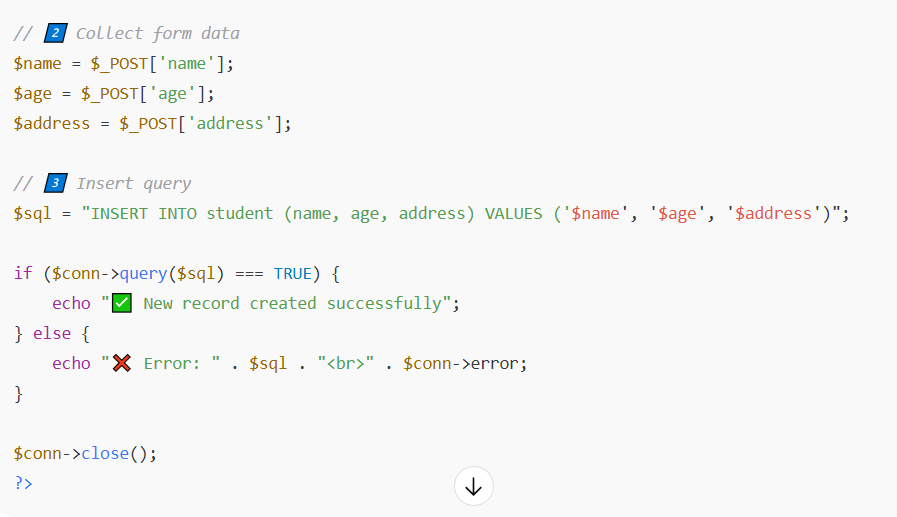 // 2️⃣ Collect form data
$name = $_POST['name'];
$age = $_POST['age'];
$address = $_POST['address'];
// 3️⃣ Insert query
$sql = "INSERT INTO student (name, age, address) VALUES ('$name', '$age', '$address')";
if ($conn->query($sql) === TRUE) {
    echo "✅ New record created successfully";
} else {
    echo "❌ Error: " . $sql . "<br>" . $conn->error;
}
$conn->close();
?>